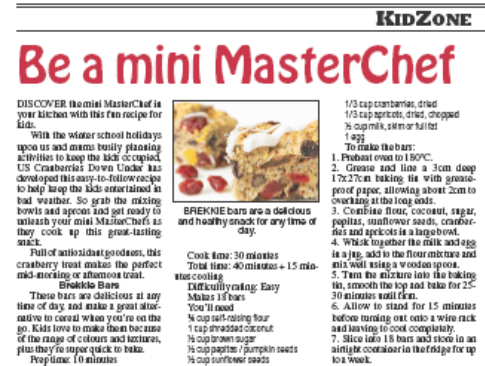 KIDZONE
Be a mini MasterChef
DISCOVER the mini MasterChef in
your kitchen with this fun recipe for
kids.
With the winter school holidays
upon us and mums busily planning
activities to keep the kids occupied,
US Cranberries Down Under has
developed this easy-to-follow recipe
to help keep the kids entertained in
bad weather. So grab the mixing
bowls and aprons and get ready to
unleash your mini MasterChefs as
they cook up this great-tasting
snack.
Full of antioxidant goodness, this
cranberry treat makes the perfect
mid-morning or afternoon treat.
Brekkie Bars
These bars are delicious at any
time of day, and make a great alter-
native to cereal when you're on the
go. Kids love to make them because
of the range of colours and textures,
plus they're super quick to bake.
Prep time: 10 minutes
BREKKIE bars are a delicious
and healthy snack for any time of
day.
Cook time: 30 minutes
Total time: 40 minutes + 15 min-
utes cooling
Difficulty rating: Easy
Makes 18 bars
You'll need
¾ cup self-raising flour
1 cup shredded coconut
½ cup brown sugar
½ cup pepitas / pumpkin seeds
½ cup sunflower seeds
1/3 cup cranberries, dried
1/3 cup apricots, dried, chopped
½ cup milk, skim or full fat
1 egg
To make the bars:
1. Preheat oven to 180°C.
2. Grease and line a 3cm deep
17x27cm baking tin with grease-
proof paper, allowing about 2cm to
overhang at the long ends.
3. Combine flour, coconut, sugar,
pepitas, sunflower seeds, cranber-
ries and apricots in a large bowl.
4. Whisk together the milk and egg
in a jug, add to the flour mixture and
mix well using a wooden spoon.
5. Turn the mixture into the baking
tin, smooth the top and bake for 25-
30 minutes until firm.
6. Allow to stand for 15 minutes
before turning out onto a wire rack
and leaving to cool completely.
7. Slice into 18 bars and store in an
airtight container in the fridge for up
to a week.